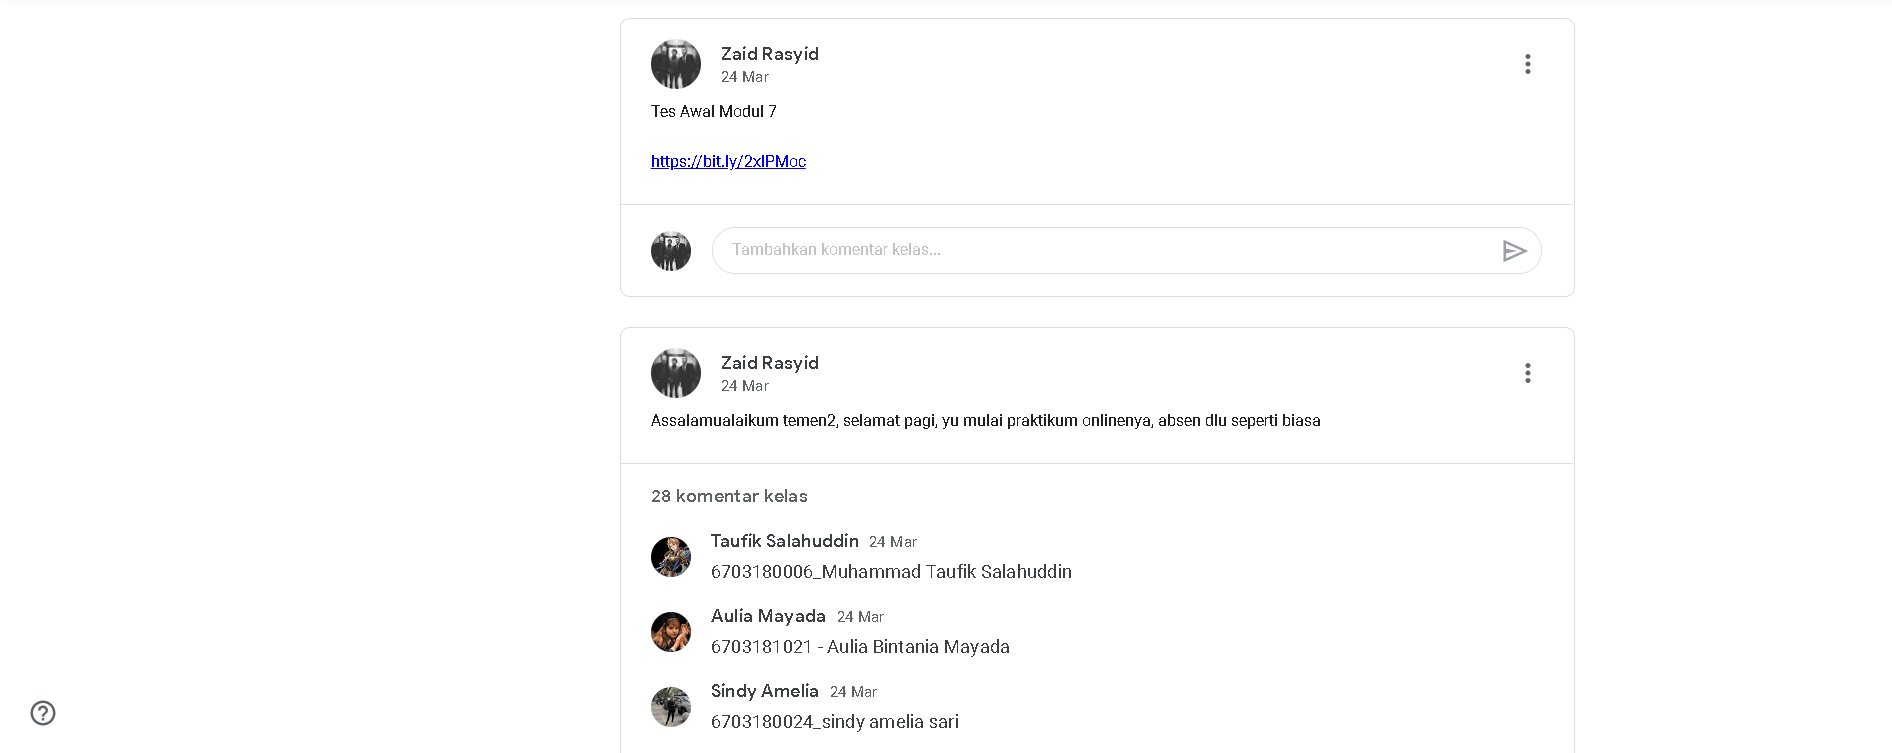 Zaid Rasyid
24 Mar
Tes Awal Modul 7
https://bit.ly/2xlPMoc
Tambahkan komentar kelas...
Zaid Rasyid
24 Mar
Assalamualaikum temen2, selamat pagi, yu mulai praktikum onlinenya, absen dlu seperti biasa
28 komentar kelas
Taufik Salahuddin 24 Mar
6703180006_Muhammad Taufik Salahuddin
Aulia Mayada 24 Mar
6703181021 - Aulia Bintania Mayada
Sindy Amelia 24 Mar
6703180024_sindy amelia sari